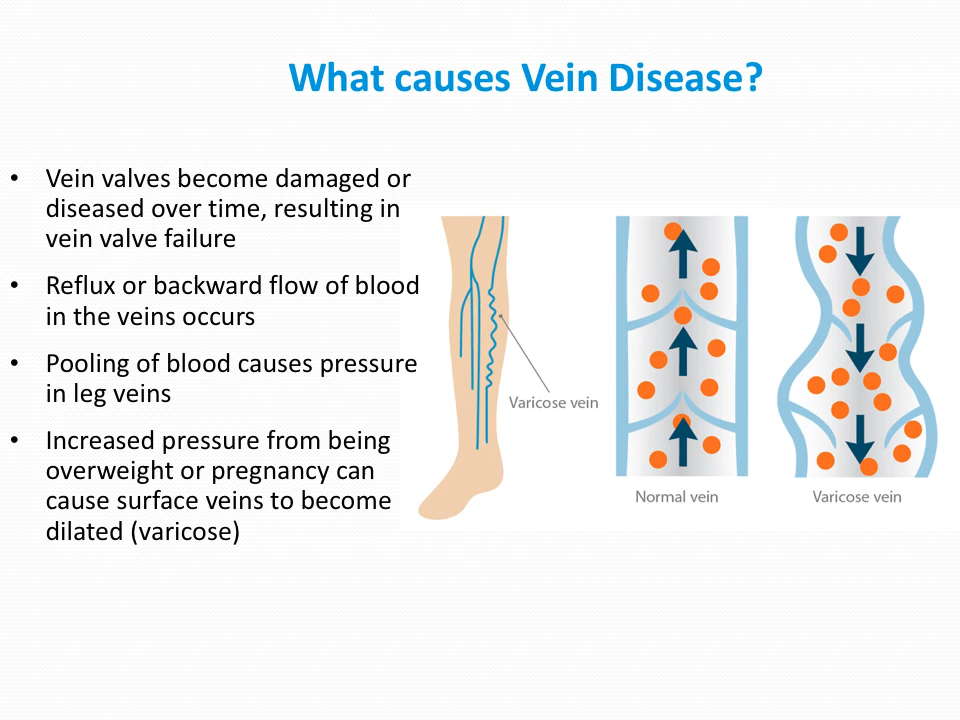 What causes Vein Disease?
• Vein valves become damaged or
diseased over time, resulting in
vein valve failure
• Reflux or backward flow of blood
in the veins occurs
• Pooling of blood causes pressure
in leg veins
• Increased pressure from being
overweight or pregnancy can
cause surface veins to become
dilated (varicose)
Varicose vein
Normal vein
Varicose vein